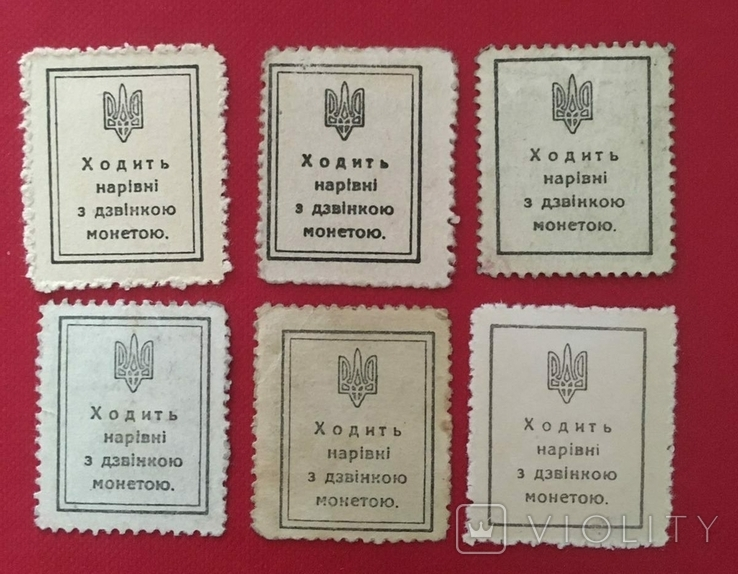 Ходить
нарівні
з дзвінкою
монетою.
Ходить
нарівні
з дзвінкою
монетою.
Ходить
нарівні
з дзвінкою
монетою.
Ходить
нарівні
з дзвінкою
монетою.
Ходить
нарівні
з дзвінкою
монетою.
Ходить
нарівні
з дзвінкою
монетою.
VIOLITY